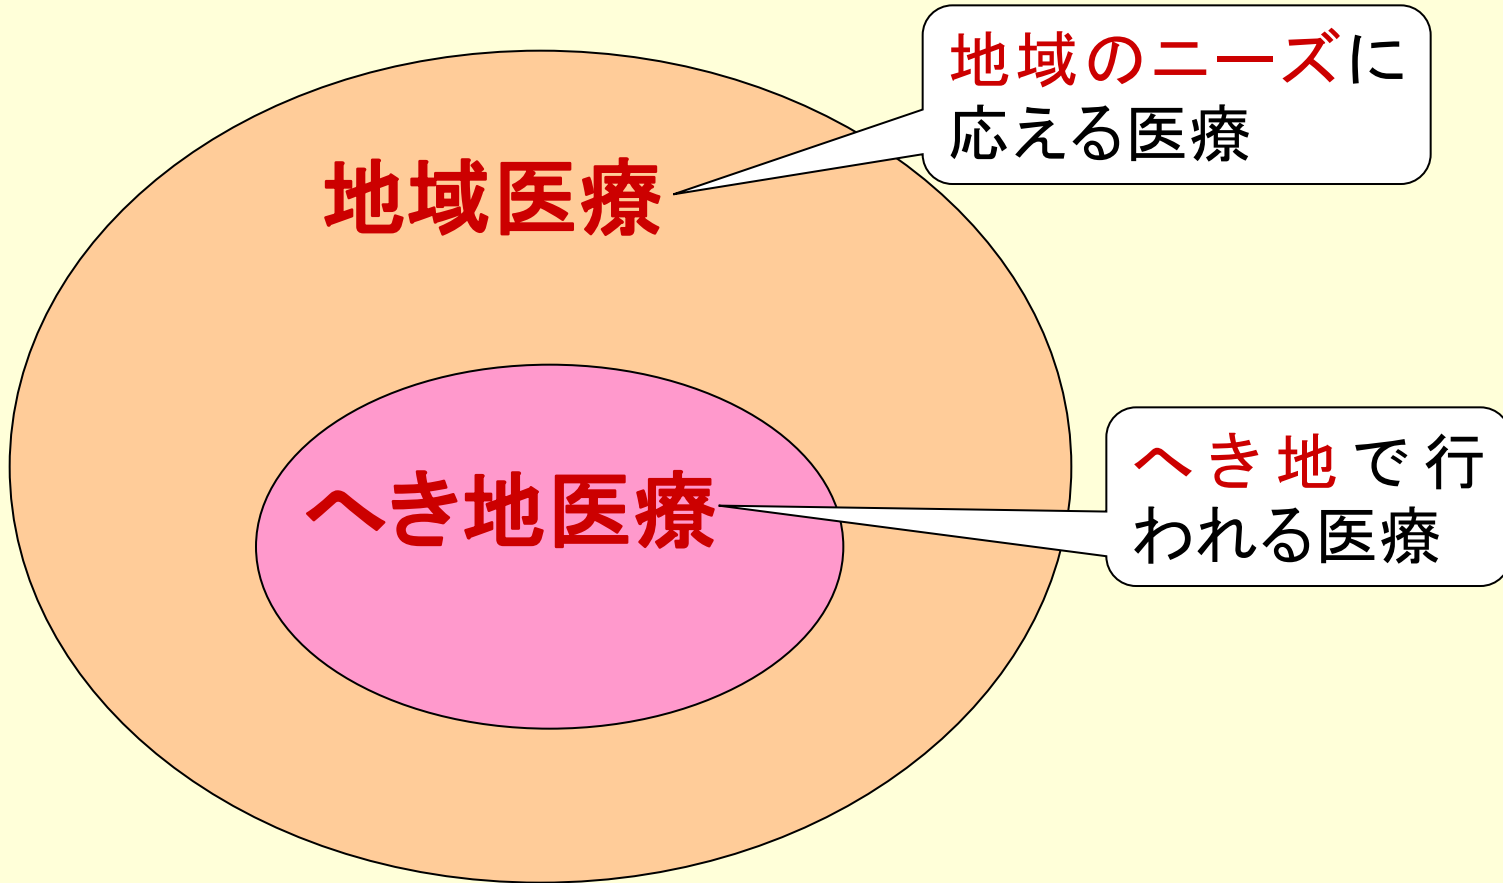 地域のニーズに
応える医療
地域医療
へき地で行
われる医療
へき地医療